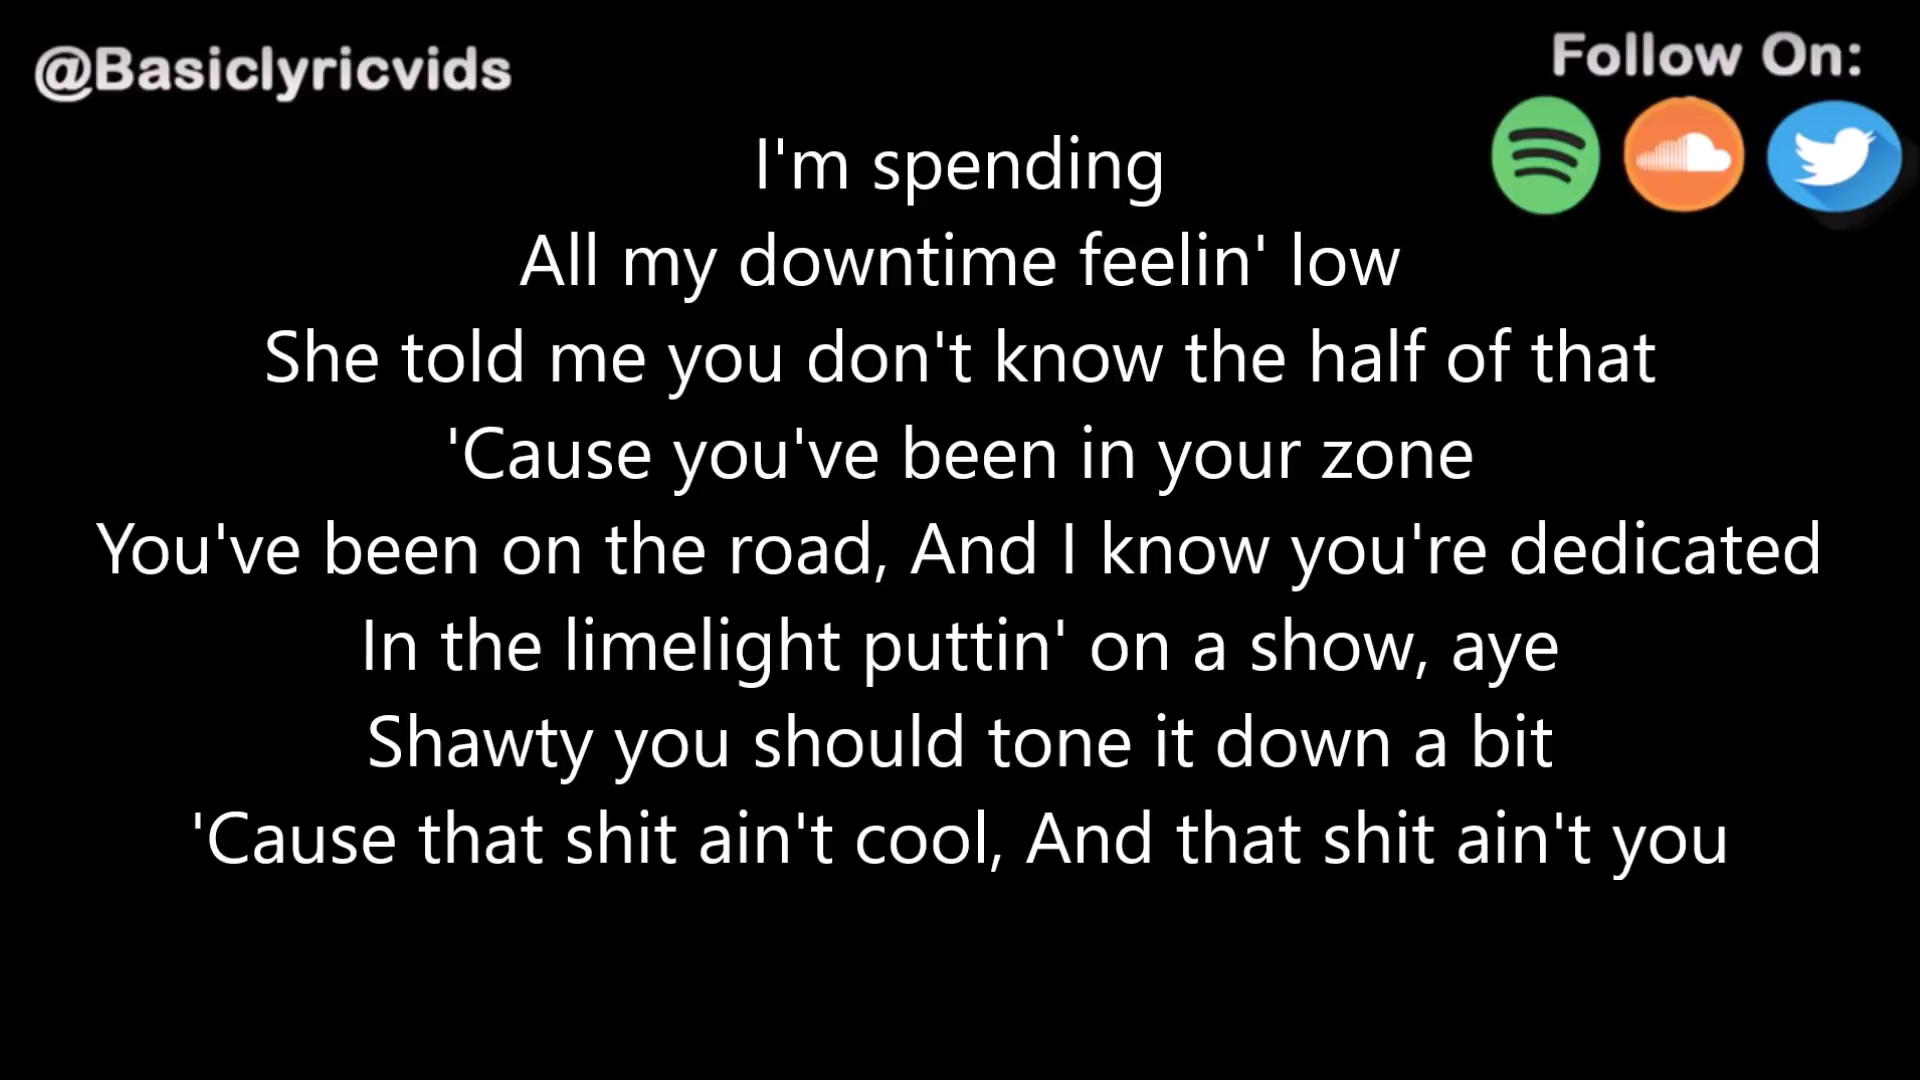 @Basiclyricvids
Follow On:
I'm spending
All my downtime feelin' low
She told me you don't know the half of that
'Cause you've been in your zone
You've been on the road, And I know you're dedicated
In the limelight puttin' on a show, aye
Shawty you should tone it down a bit
'Cause that shit ain't cool, And that shit ain't you